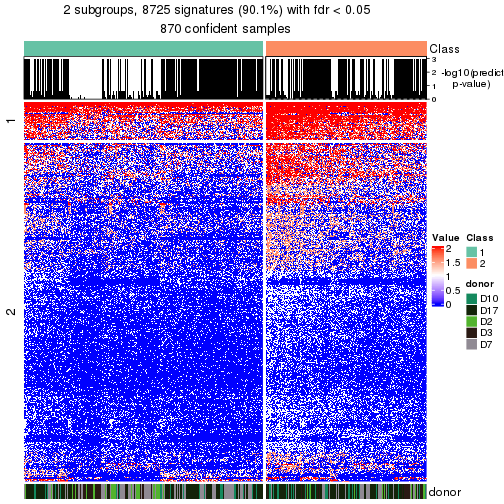 2 subgroups, 8725 signatures (90.1%) with fdr < 0.05
870 confident samples
Class
3
2
1
0
-log10(predict
p-value)
1
2
Value
2
1.5
1
0.5
0
Class
1
2
donor
D10
D17
D2
D3
D7
donor